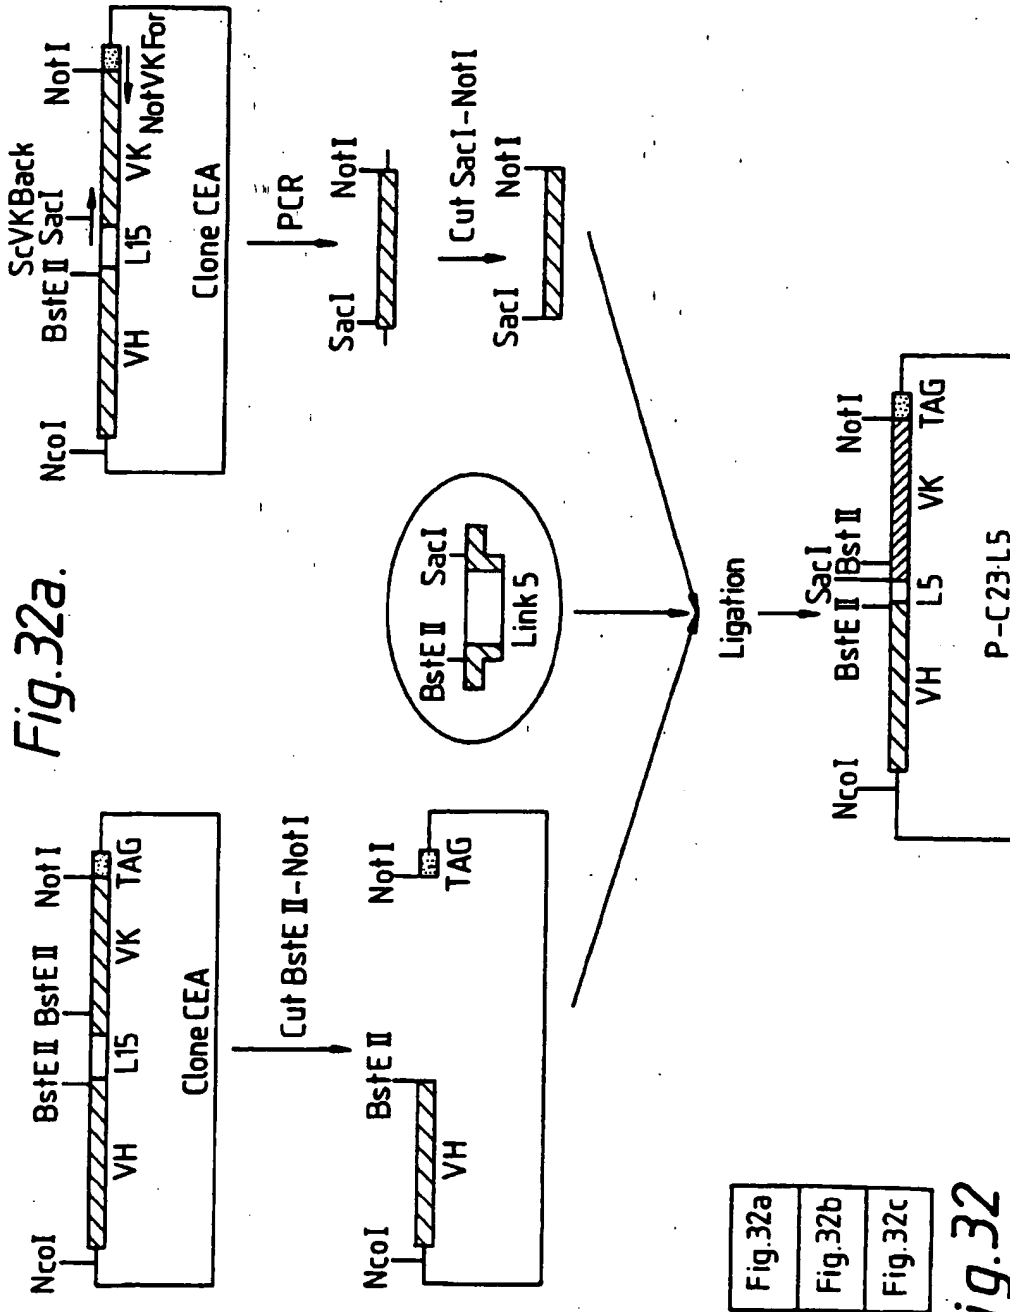 Fig.32a.
NcoI
BstE II
BstE II
NotI
VH
L15
VK
TAG
Clone CEA
Cut BstE II-NotI
NcoI
BstE II
NotI
VH
TAG
BstE II
SacI
Link 5
ScVKBack
NcoI
BstE II
SacI
NotI
VH
L15
VK
NotVKFor
Clone CEA
PCR
SacI
NotI
Cut SacI-NotI
SacI
NotI
Ligation
NcoI
BstE II
SacI
Bst II
NotI
VH
L5
VK
TAG
P-C23·L5
Fig.32a
Fig.32b
Fig.32c
ig.32